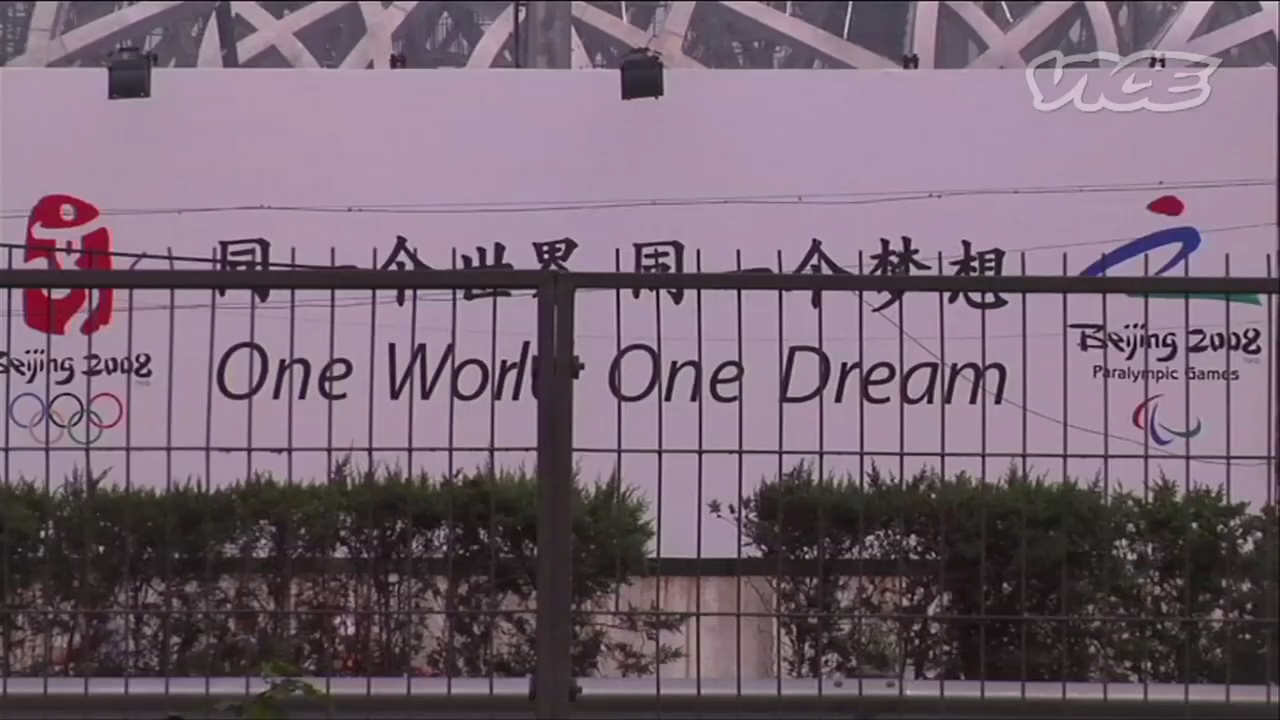 VICE
同一个世界 同一个梦想
One World One Dream
Beijing 2008
Beijing 2008
Paralympic Games